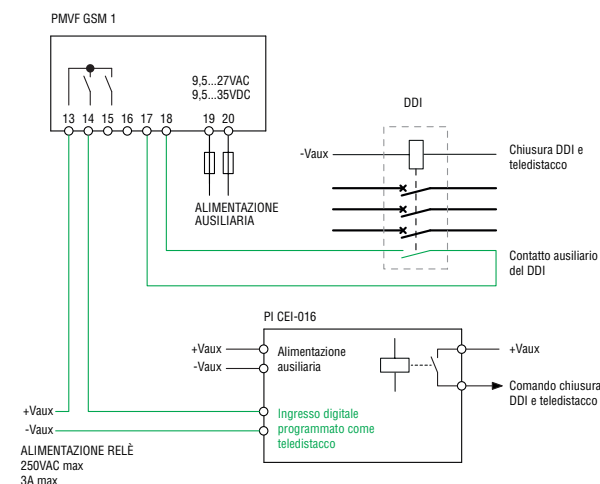 PMVF GSM 1
9,5...27VAC
9,5...35VDC
13 14 15 16 17 18 19 20
ALIMENTAZIONE
AUSILIARIA
DDI
-Vaux
Chiusura DDI e
teledistacco
Contatto ausiliario
del DDI
PI CEI-016
+Vaux
-Vaux
Alimentazione
ausiliaria
+Vaux
Comando chiusura
DDI e teledistacco
Ingresso digitale
programmato come
teledistacco
+Vaux
-Vaux
ALIMENTAZIONE RELÈ
250VAC max
3A max